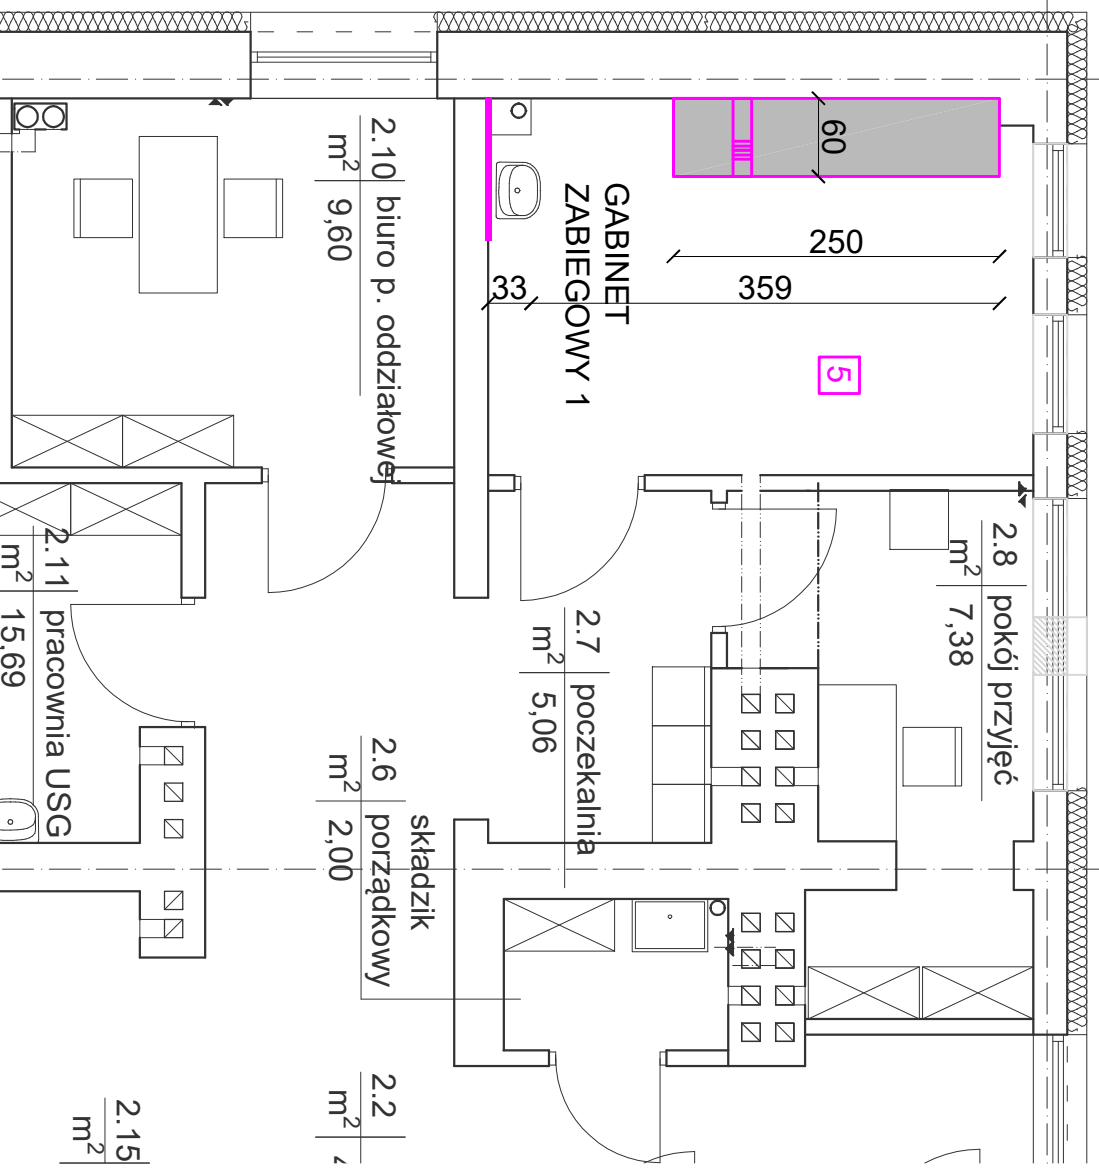 2.10 biuro p. oddziałowej
m² 9,60
GABINET
ZABIEGOWY 1
60
250
33
359
5
2.8 pokój przyjęć
m² 7,38
2.11 pracownia USG
m² 15,69
2.7 poczekalnia
m² 5,06
2.6 składzik
porządkowy
m² 2,00
2.2
m²
2.15
m²